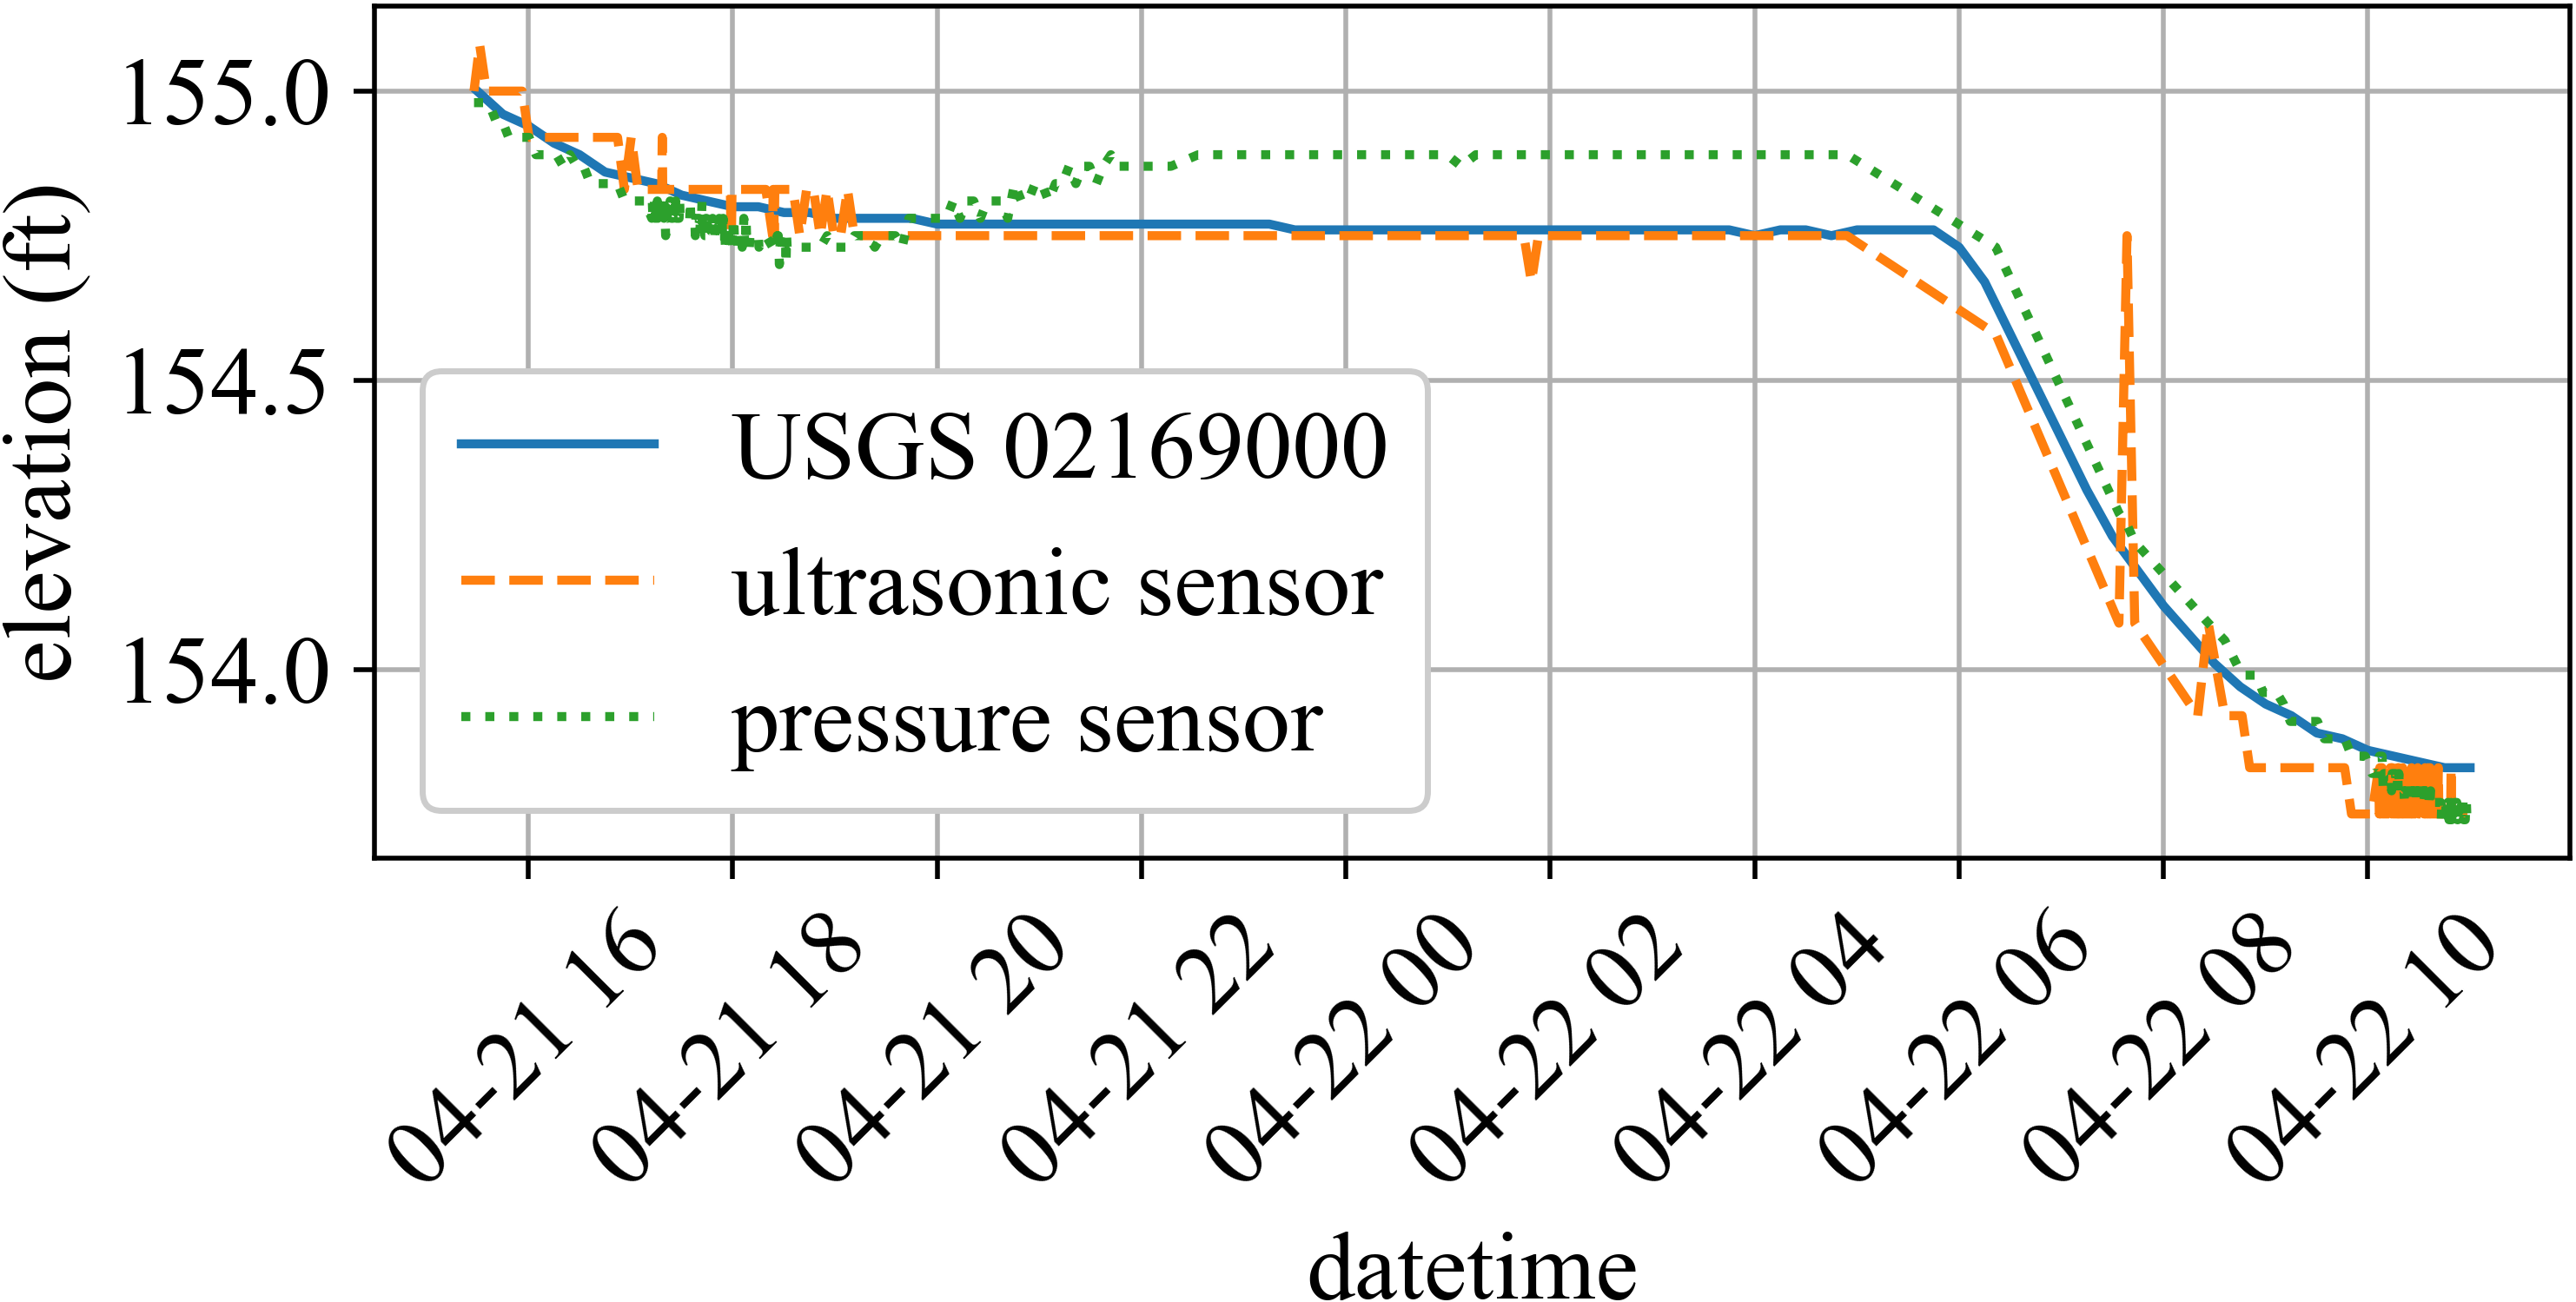 elevation (ft)
155.0
154.5
154.0
USGS 02169000
ultrasonic sensor
pressure sensor
04-21 16
04-21 18
04-21 20
04-21 22
04-22 00
04-22 02
04-22 04
04-22 06
04-22 08
04-22 10
datetime